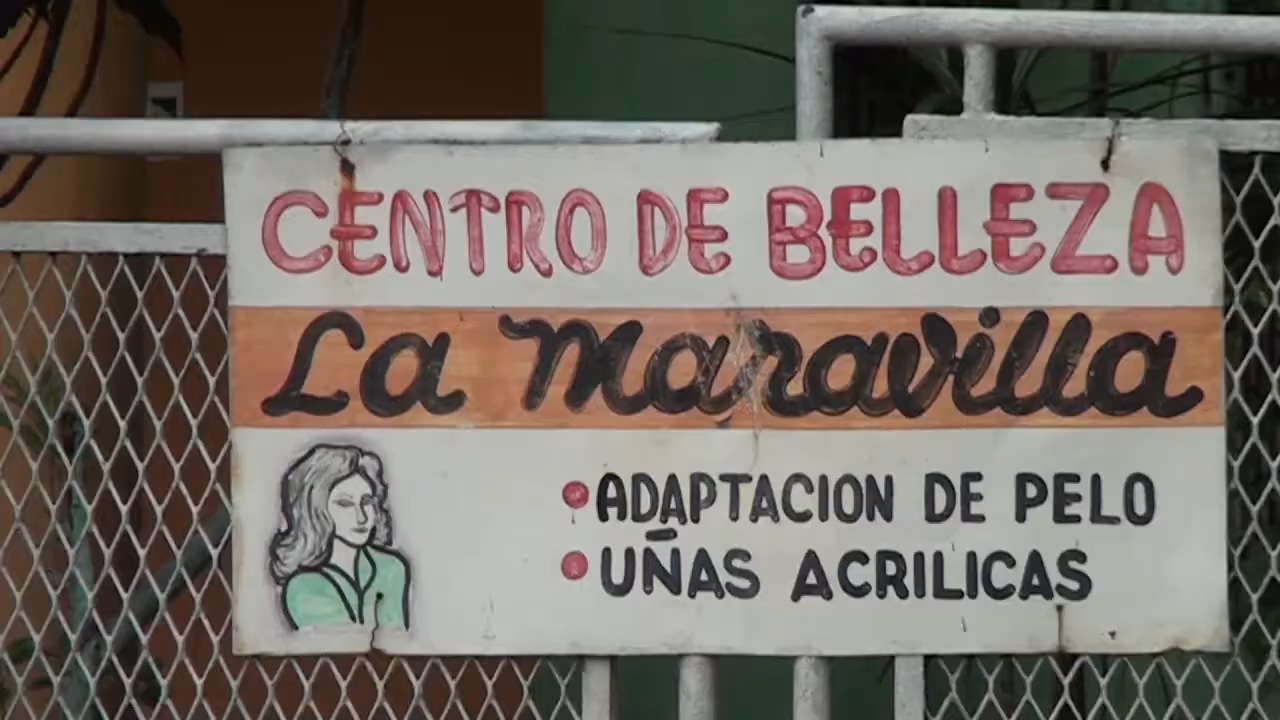 CENTRO DE BELLEZA
La Maravilla
•ADAPTACION DE PELO
•UÑAS ACRILICAS